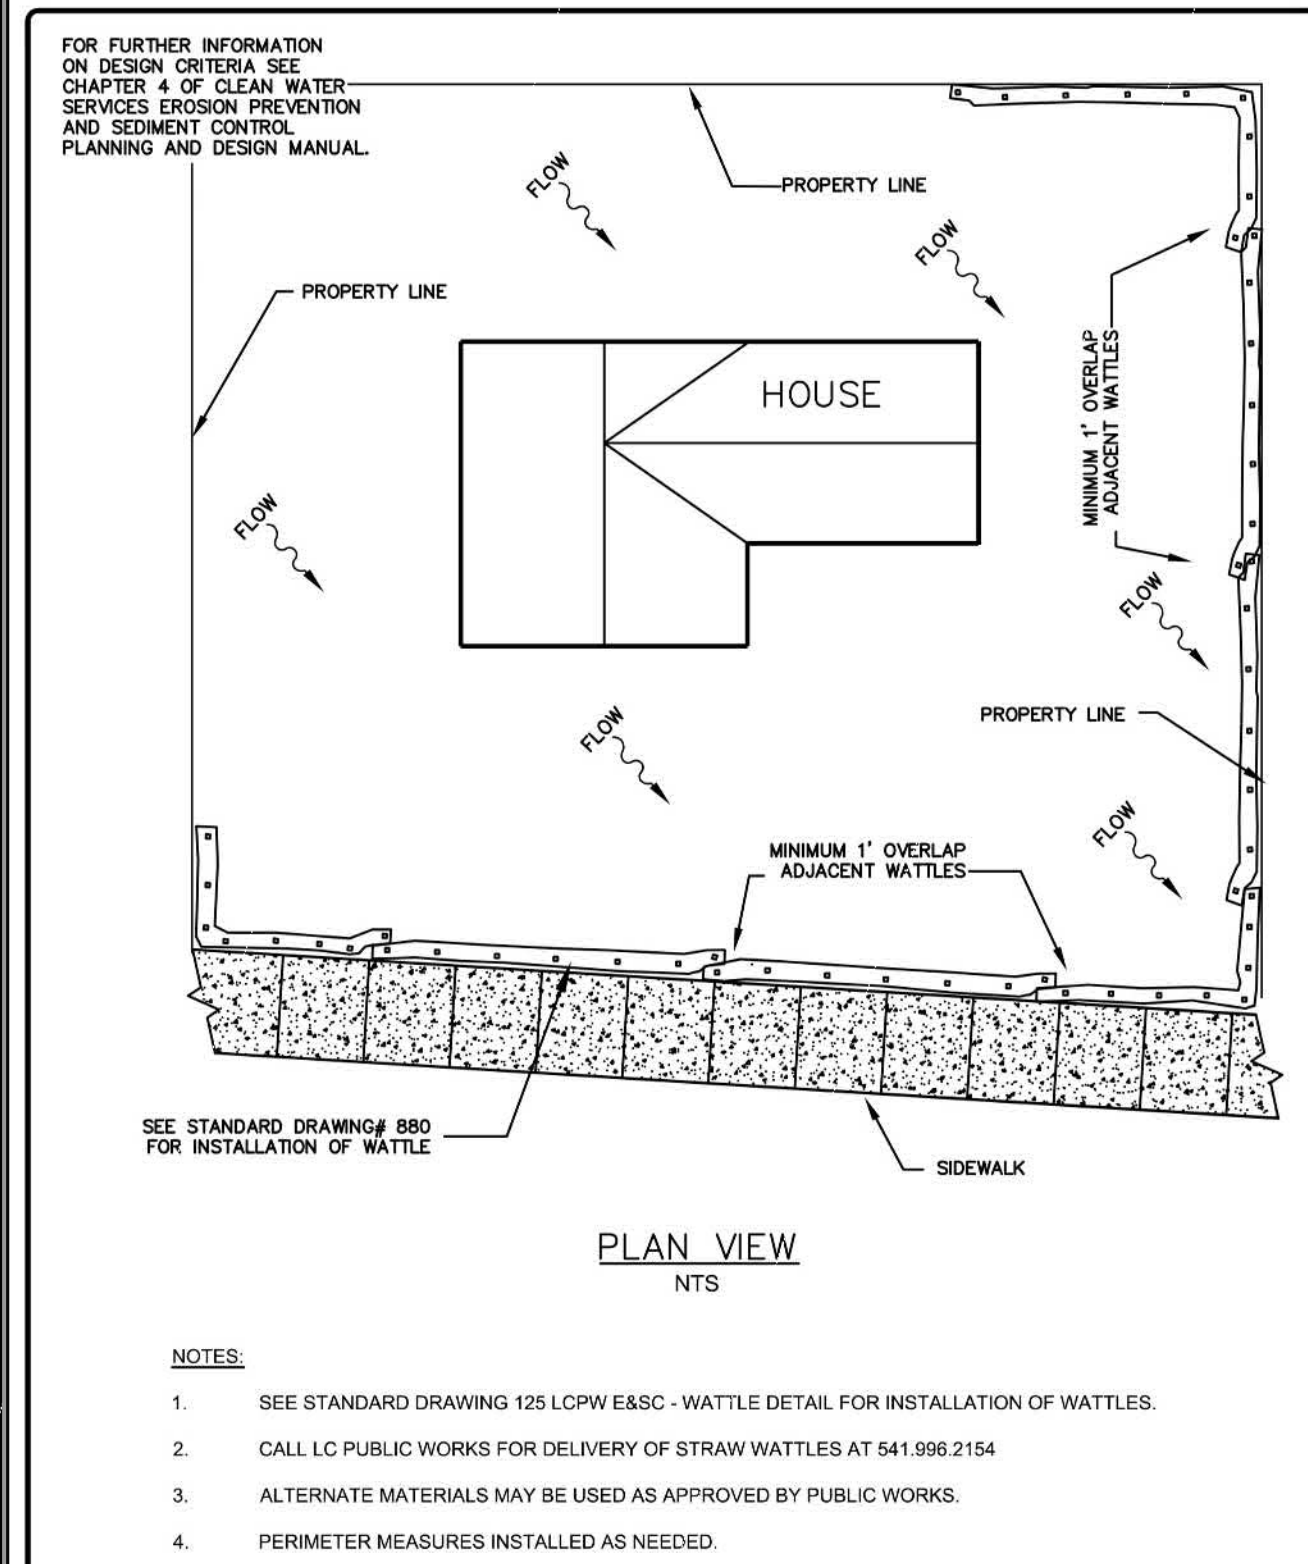 FOR FURTHER INFORMATION
ON DESIGN CRITERIA SEE
CHAPTER 4 OF CLEAN WATER
SERVICES EROSION PREVENTION
AND SEDIMENT CONTROL
PLANNING AND DESIGN MANUAL.
FLOW
PROPERTY LINE
FLOW
PROPERTY LINE
MINIMUM 1' OVERLAP
ADJACENT WATTLES
HOUSE
FLOW
FLOW
PROPERTY LINE
FLOW
FLOW
MINIMUM 1' OVERLAP
ADJACENT WATTLES
SEE STANDARD DRAWING# 880
FOR INSTALLATION OF WATTLE
SIDEWALK
PLAN VIEW
NTS
NOTES:
1. SEE STANDARD DRAWING 125 LCPW E&SC - WATTLE DETAIL FOR INSTALLATION OF WATTLES.
2. CALL LC PUBLIC WORKS FOR DELIVERY OF STRAW WATTLES AT 541.996.2154
3. ALTERNATE MATERIALS MAY BE USED AS APPROVED BY PUBLIC WORKS.
4. PERIMETER MEASURES INSTALLED AS NEEDED.